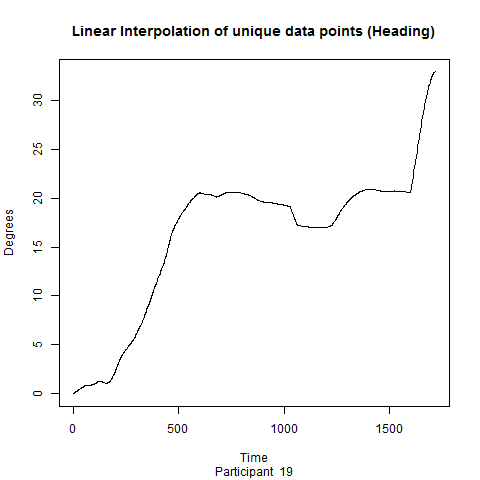 Linear Interpolation of unique data points (Heading)
Degrees
30
25
20
15
10
5
0
0 500 1000 1500
Time
Participant 19